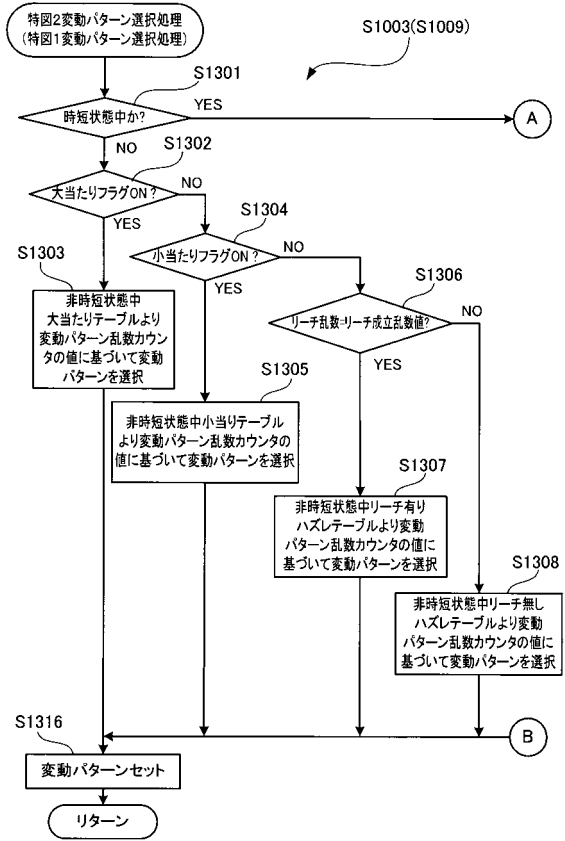 特図2変動パターン選択処理
(特図1変動パターン選択処理)
S1003(S1009)
S1301
時短状態中か?
YES
A
NO
S1302
大当たりフラグON?
NO
YES
S1304
小当たりフラグON?
NO
YES
S1303
非時短状態中
大当たりテーブルより
変動パターン乱数カウン
タの値に基づいて変動
パターンを選択
S1306
リーチ乱数=リーチ成立乱数値?
NO
YES
S1305
非時短状態中小当りテーブル
より変動パターン乱数カウンタの
値に基づいて変動パターンを選択
S1307
非時短状態中リーチ有り
ハズレテーブルより変動
パターン乱数カウンタの値に
基づいて変動パターンを選択
S1308
非時短状態中リーチ無し
ハズレテーブルより変動
パターン乱数カウンタの値に
基づいて変動パターンを選択
B
S1316
変動パターンセット
リターン